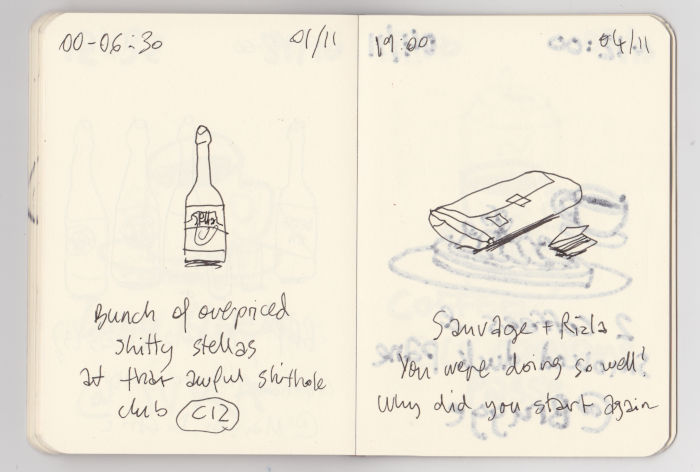 00-06:30
01/11
Stella
Bunch of overpriced
shitty stellas
at that awful shithole
club C12
19:00
04/11
Sauvage + Rizla
You were doing so well!
Why did you start again